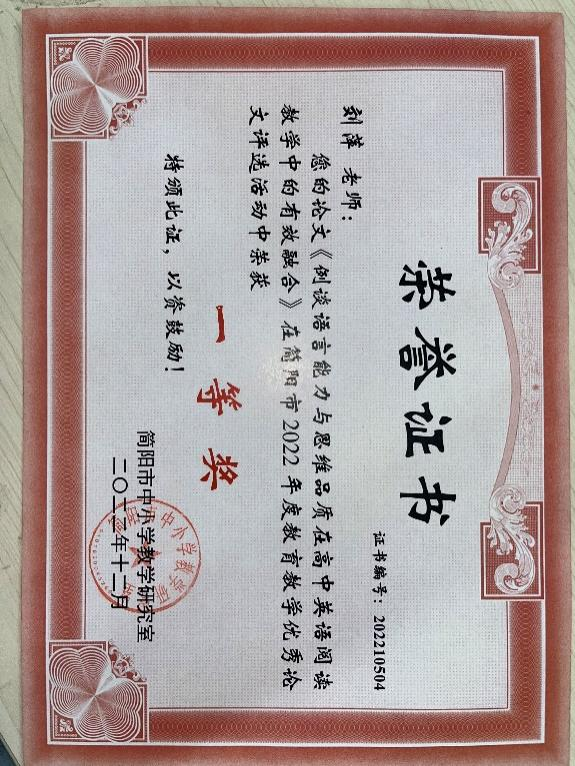 荣誉证书
证书编号：202210504
刘萍 老师：
您的论文《例谈语言能力与思维品质在高中英语阅读
教学中的有效融合》在简阳市2022年度教育教学优秀论
文评选活动中荣获
一等奖
特颁此证，以资鼓励！
简阳市中小学教学研究室
二〇二二年十二月